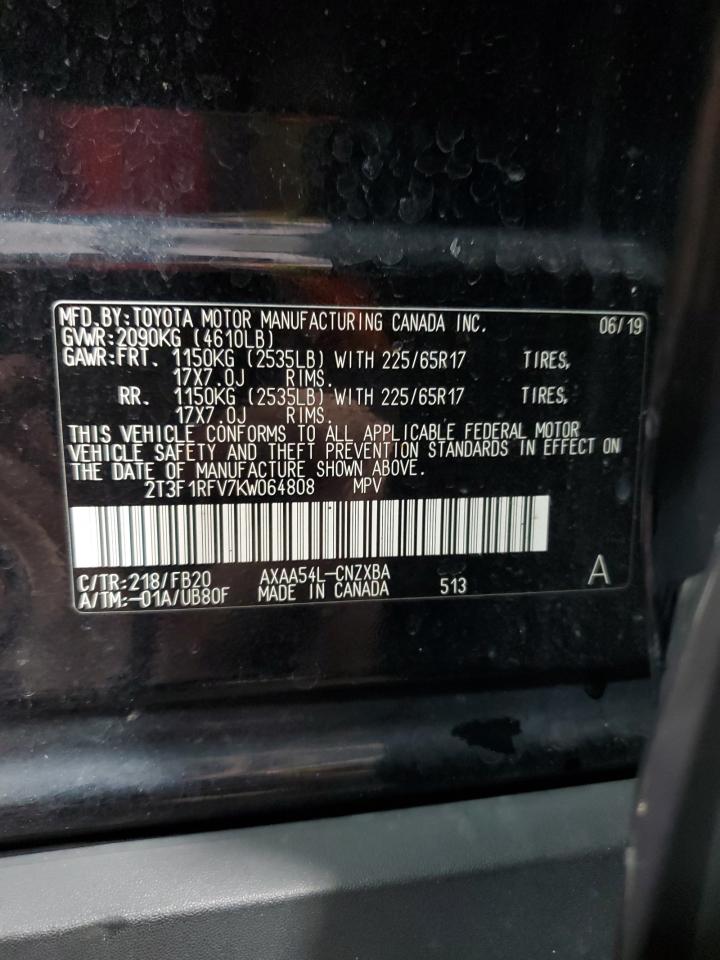 MFD.BY:TOYOTA MOTOR MANUFACTURING CANADA INC. 06/19
GVWR:2090KG (4610LB)
GAWR:FRT. 1150KG (2535LB) WITH 225/65R17 TIRES,
17X7.0J RIMS.
RR. 1150KG (2535LB) WITH 225/65R17 TIRES,
17X7.0J RIMS.
THIS VEHICLE CONFORMS TO ALL APPLICABLE FEDERAL MOTOR
VEHICLE SAFETY AND THEFT PREVENTION STANDARDS IN EFFECT ON
THE DATE OF MANUFACTURE SHOWN ABOVE.
2T3F1RFV7KW064808 MPV
C/TR:218/FB20 AXAA54L-CNZXBA A
A/TM:-01A/UB80F MADE IN CANADA 513